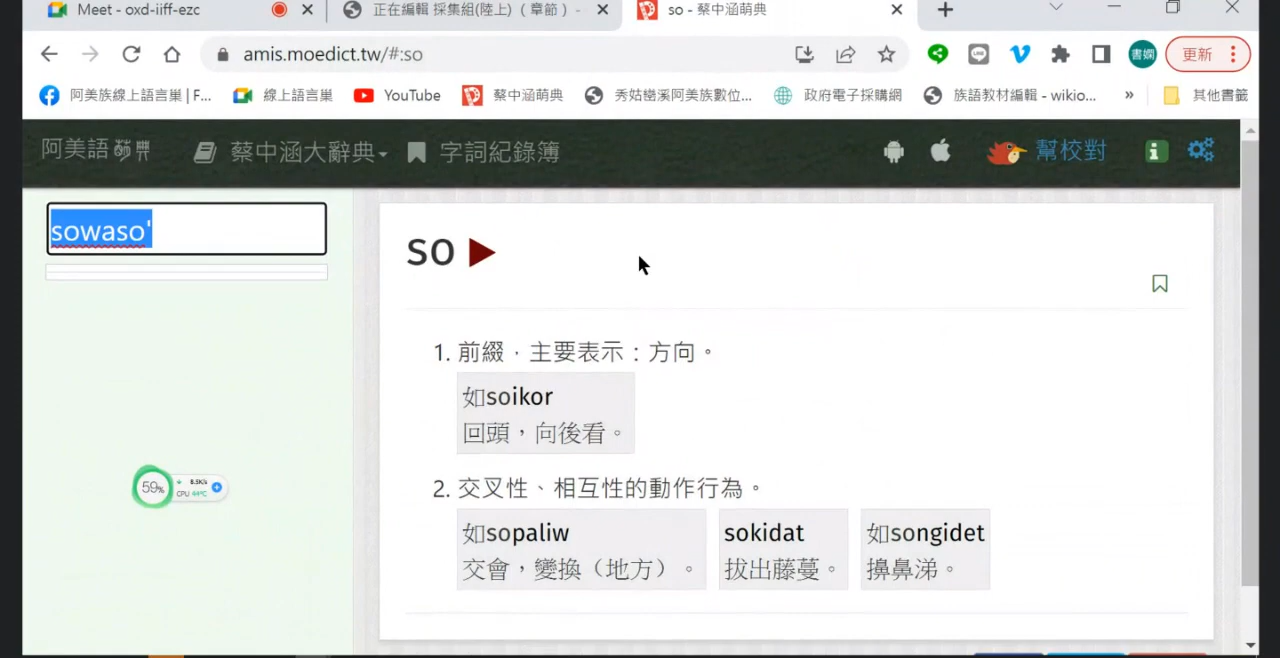 Meet - oxd-iiff-ezc
正在編輯 採集組(陸上)（章節）-
so - 蔡中涵萌典
amis.moedict.tw/#:so
書嫻
更新
阿美族線上語言巢 | F...
線上語言巢
YouTube
蔡中涵萌典
秀姑巒溪阿美族數位...
政府電子採購網
族語教材編輯 - wikio...
»
其他書籤
阿美語萌典
蔡中涵大辭典
字詞紀錄簿
幫校對
sowaso'
so
1. 前綴，主要表示：方向。
如soikor
回頭，向後看。
2. 交叉性、相互性的動作行為。
如sopaliw
交會，變換（地方）。
sokidat
拔出藤蔓。
如songidet
擤鼻涕。
59%
8.5K/s
CPU 44°C